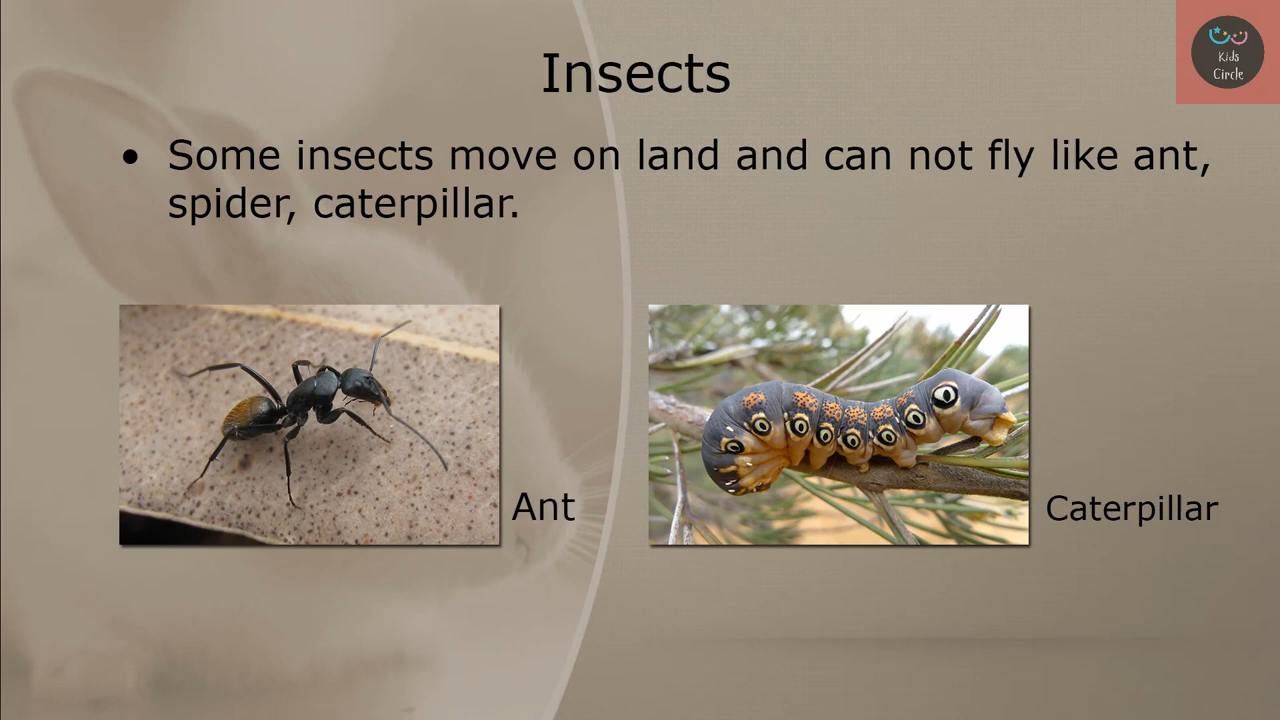 Insects
• Some insects move on land and can not fly like ant,
spider, caterpillar.
Ant
Caterpillar
Kids
Circle